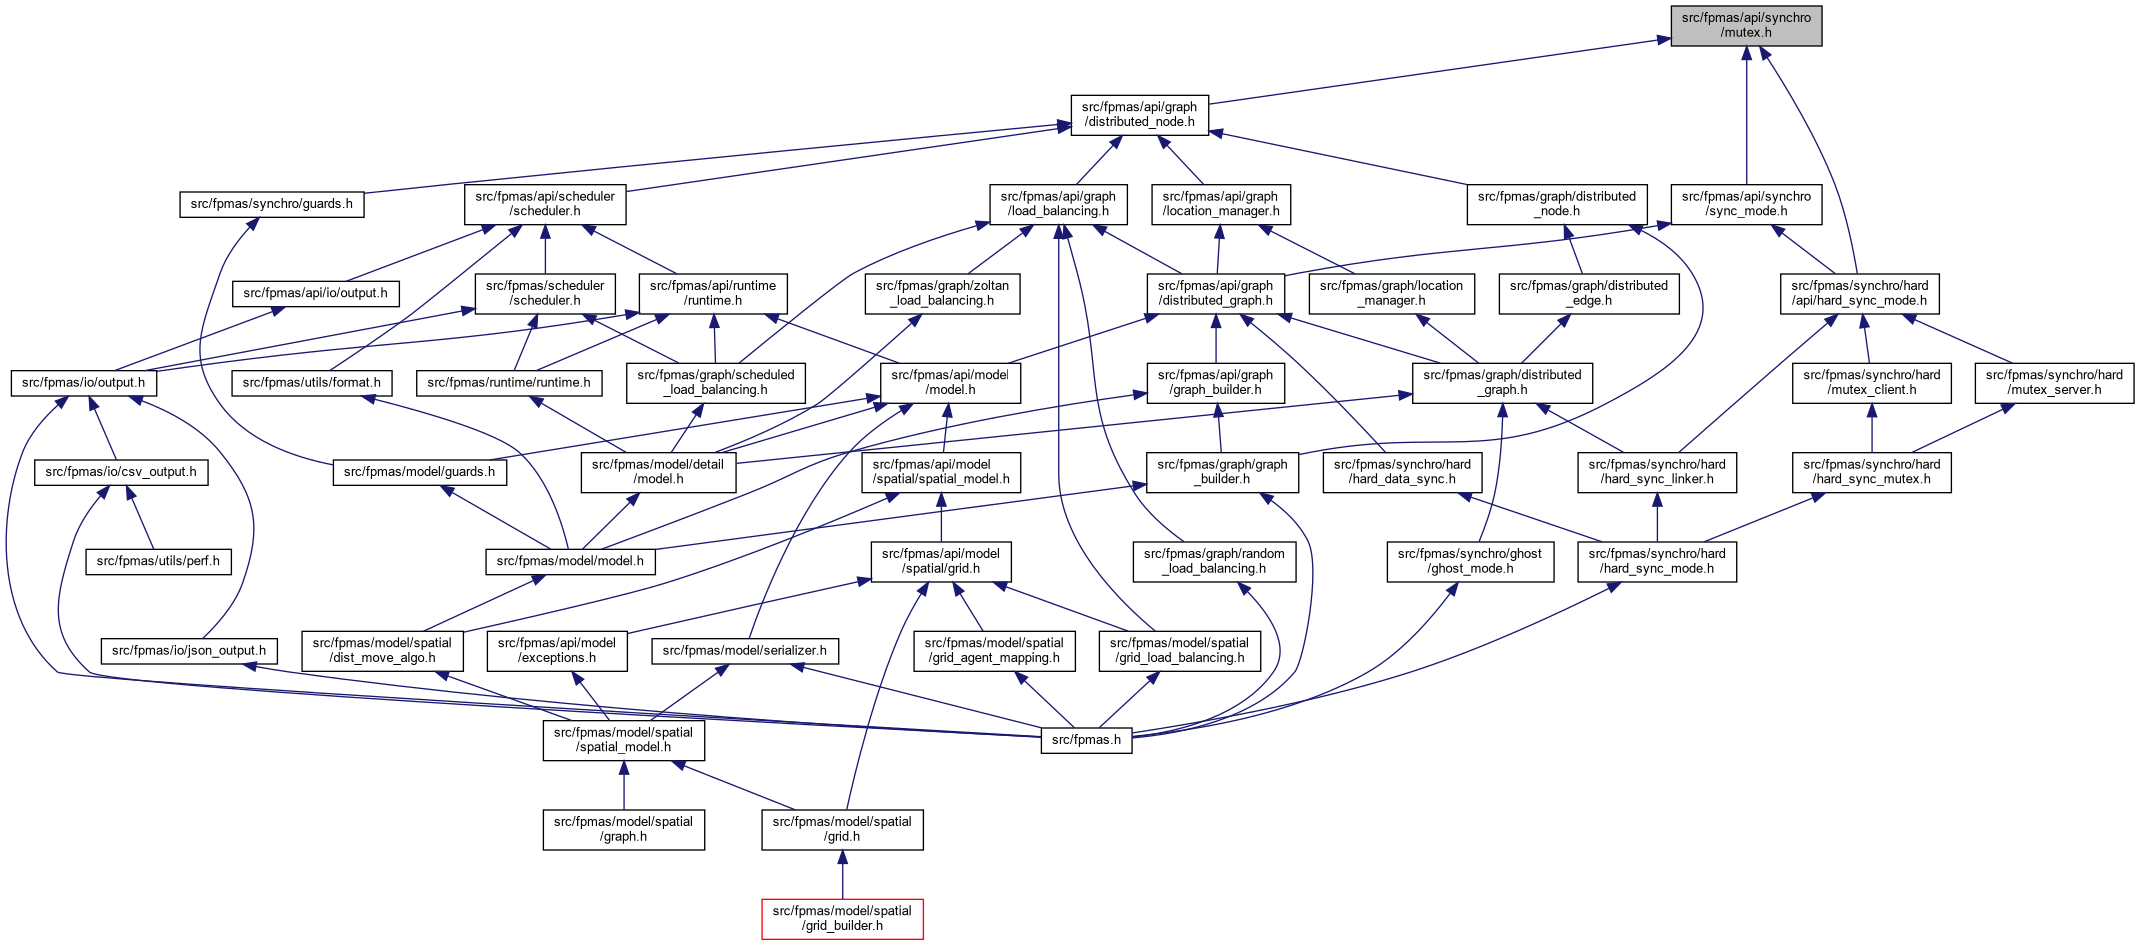 src/fpmas/api/synchro
/mutex.h
src/fpmas/api/graph
/distributed_node.h
src/fpmas/synchro/guards.h
src/fpmas/api/scheduler
/scheduler.h
src/fpmas/api/graph
/load_balancing.h
src/fpmas/api/graph
/location_manager.h
src/fpmas/graph/distributed
_node.h
src/fpmas/api/synchro
/sync_mode.h
src/fpmas/api/io/output.h
src/fpmas/scheduler
/scheduler.h
src/fpmas/api/runtime
/runtime.h
src/fpmas/graph/zoltan
_load_balancing.h
src/fpmas/api/graph
/distributed_graph.h
src/fpmas/graph/location
_manager.h
src/fpmas/graph/distributed
_edge.h
src/fpmas/synchro/hard
/api/hard_sync_mode.h
src/fpmas/io/output.h
src/fpmas/utils/format.h
src/fpmas/runtime/runtime.h
src/fpmas/graph/scheduled
_load_balancing.h
src/fpmas/api/model
/model.h
src/fpmas/api/graph
/graph_builder.h
src/fpmas/graph/distributed
_graph.h
src/fpmas/synchro/hard
/mutex_client.h
src/fpmas/synchro/hard
/mutex_server.h
src/fpmas/io/csv_output.h
src/fpmas/model/guards.h
src/fpmas/model/detail
/model.h
src/fpmas/api/model
/spatial/spatial_model.h
src/fpmas/graph/graph
_builder.h
src/fpmas/synchro/hard
/hard_data_sync.h
src/fpmas/synchro/hard
/hard_sync_linker.h
src/fpmas/synchro/hard
/hard_sync_mutex.h
src/fpmas/utils/perf.h
src/fpmas/model/model.h
src/fpmas/api/model
/spatial/grid.h
src/fpmas/graph/random
_load_balancing.h
src/fpmas/synchro/ghost
/ghost_mode.h
src/fpmas/synchro/hard
/hard_sync_mode.h
src/fpmas/io/json_output.h
src/fpmas/model/spatial
/dist_move_algo.h
src/fpmas/api/model
/exceptions.h
src/fpmas/model/serializer.h
src/fpmas/model/spatial
/grid_agent_mapping.h
src/fpmas/model/spatial
/grid_load_balancing.h
src/fpmas/model/spatial
/spatial_model.h
src/fpmas.h
src/fpmas/model/spatial
/graph.h
src/fpmas/model/spatial
/grid.h
src/fpmas/model/spatial
/grid_builder.h